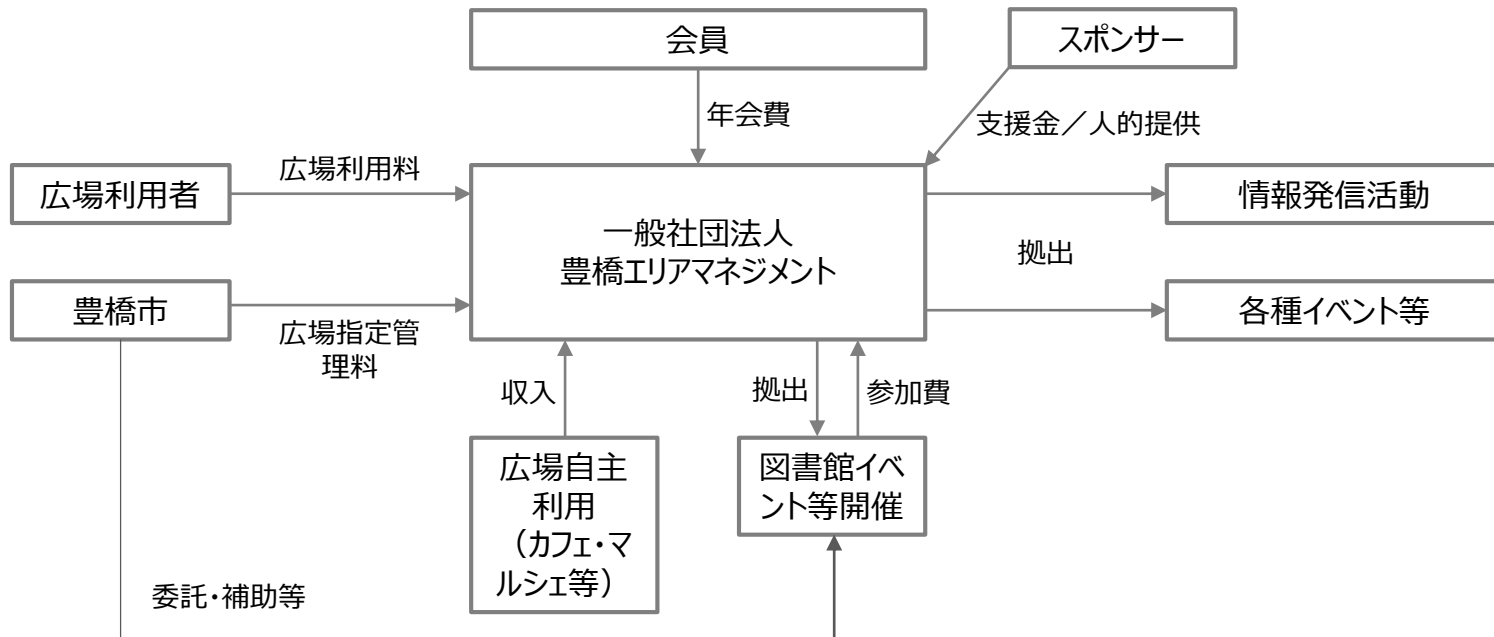 会員
スポンサー
年会費
支援金／人的提供
広場利用者
広場利用料
一般社団法人
豊橋エリアマネジメント
情報発信活動
拠出
豊橋市
広場指定管
理料
各種イベント等
収入
拠出
参加費
広場自主
利用
（カフェ・マ
ルシェ等）
図書館イベ
ント等開催
委託・補助等